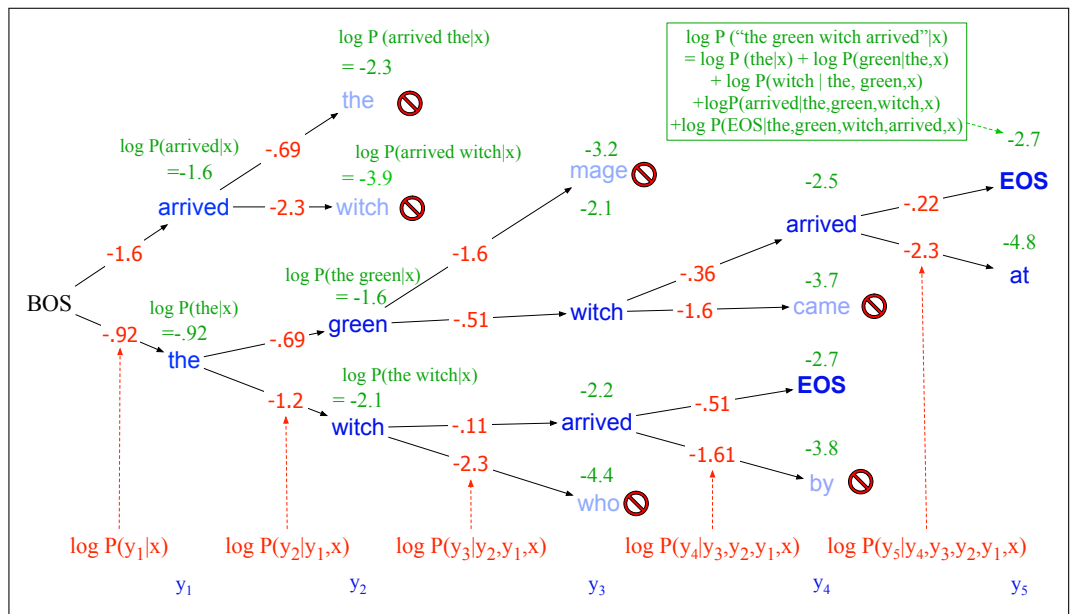 log P (arrived the|x)
= -2.3
the
log P(arrived|x)
=-1.6
-.69
log P(arrived witch|x)
= -3.9
arrived
-2.3
witch
-1.6
BOS
log P(the|x)
=-.92
-.92
the
log P(the green|x)
= -1.6
-.69
green
-1.6
-3.2
mage
-.51
-2.1
witch
-1.2
log P(the witch|x)
= -2.1
witch
-.11
-2.2
arrived
-2.3
-4.4
who
-.36
-2.5
arrived
-1.6
-3.7
came
-.51
-2.7
EOS
-1.61
-3.8
by
log P (“the green witch arrived”|x)
= log P (the|x) + log P(green|the,x)
+ log P(witch | the, green,x)
+logP(arrived|the,green,witch,x)
+log P(EOS|the,green,witch,arrived,x)
-2.7
-.22
EOS
-2.3
-4.8
at
log P(y₁|x)
log P(y₂|y₁,x)
log P(y₃|y₂,y₁,x)
log P(y₄|y₃,y₂,y₁,x)
log P(y₅|y₄,y₃,y₂,y₁,x)
y₁
y₂
y₃
y₄
y₅